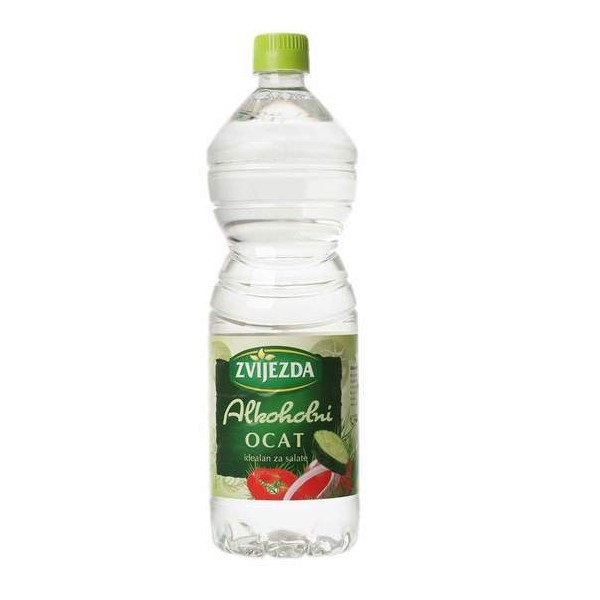 ZVIJEZDA
Alkoholni
OCAT
idealan za salate